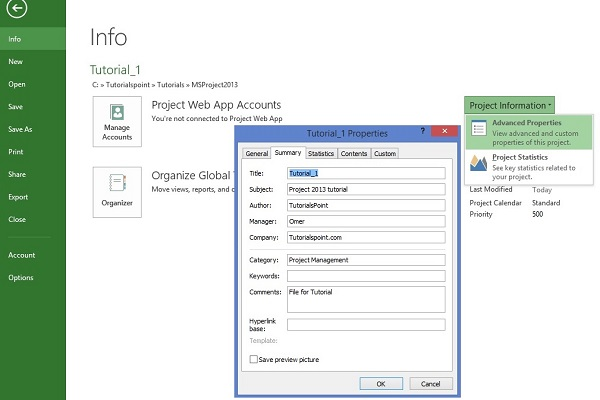 Info
New
Open
Save
Save As
Print
Share
Export
Close
Account
Options
Info
Tutorial_1
C: » Tutorialspoint » Tutorials » MSProject2013
Manage
Accounts
Project Web App Accounts
You're not connected to Project Web App
Organizer
Organize Global
Move views, reports, and
Project Information
Advanced Properties
View advanced and custom
properties of this project.
Project Statistics
See key statistics related to
your project.
Last Modified Today
Project Calendar Standard
Priority 500
Tutorial_1 Properties
?
General Summary Statistics Contents Custom
Title: Tutorial_1
Subject: Project 2013 tutorial
Author: TutorialsPoint
Manager: Omer
Company: Tutorialspoint.com
Category: Project Management
Keywords:
Comments: File for Tutorial
Hyperlink
base:
Template:
Save preview picture
OK Cancel